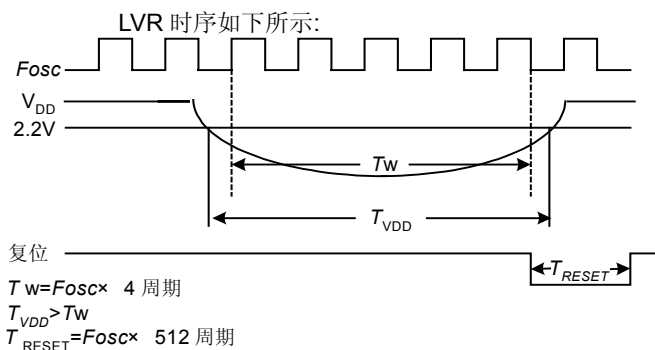 LVR 时序如下所示:
Fosc
VDD
2.2V
Tw
TVDD
复位
TRESET
T w=Fosc× 4 周期
TVDD>Tw
T RESET=Fosc× 512 周期